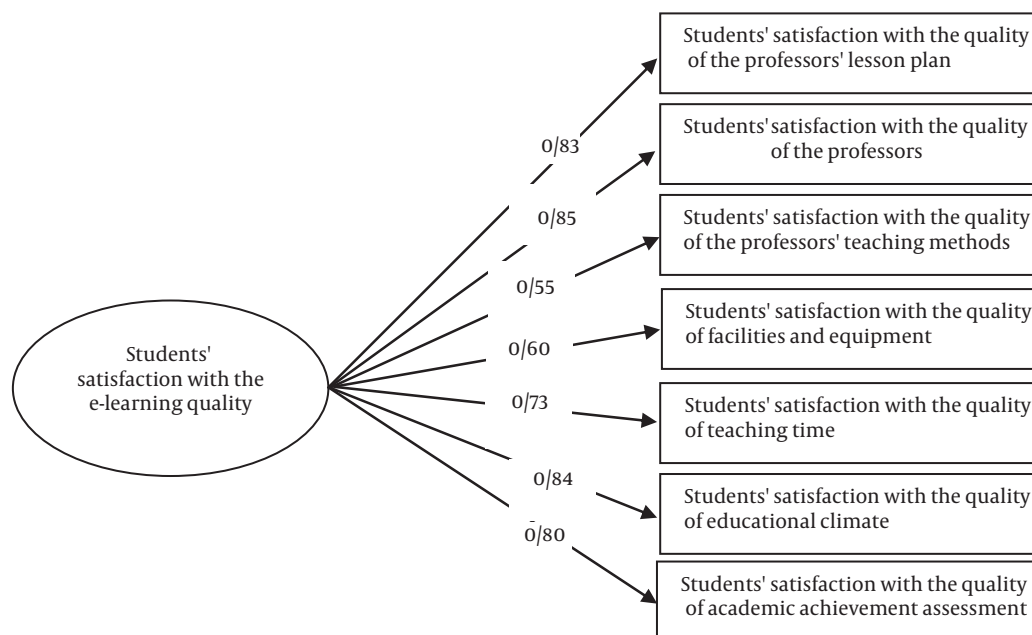 Students' satisfaction with the quality
of the professors' lesson plan
0/83
Students' satisfaction with the quality
of the professors
0/85
Students' satisfaction with the quality
of the professors' teaching methods
0/55
Students' satisfaction with the quality
of facilities and equipment
0/60
Students'
satisfaction with the
e-learning quality
0/73
Students' satisfaction with the quality
of teaching time
0/84
Students' satisfaction with the quality
of educational climate
0/80
Students' satisfaction with the quality
of academic achievement assessment